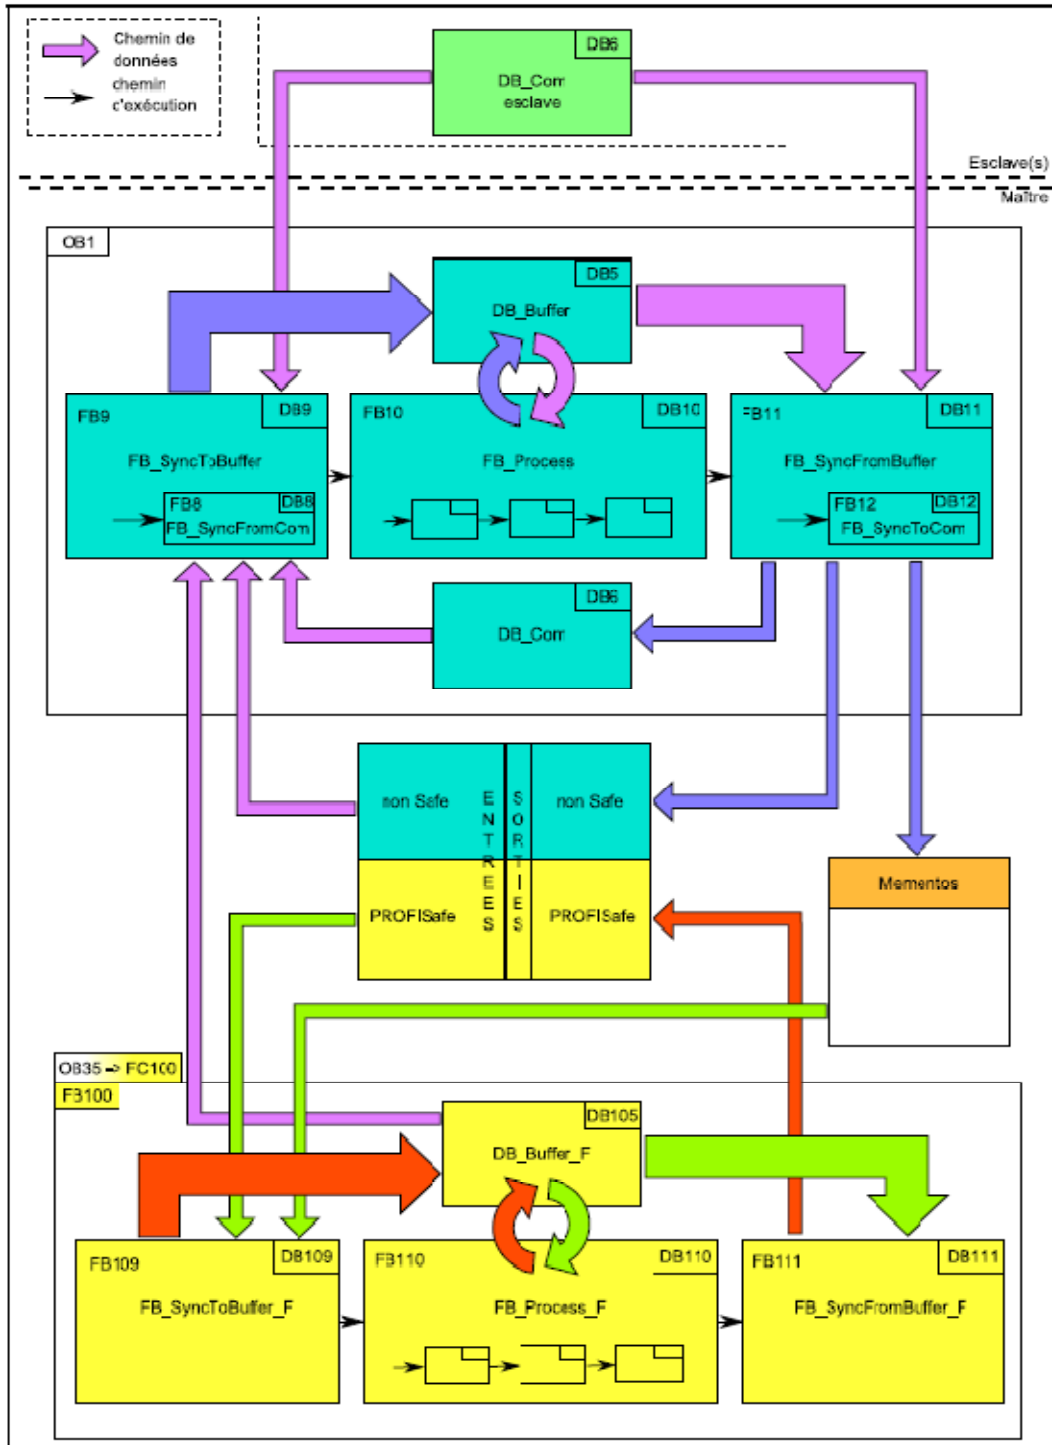 Chemin de
données
chemin
d'exécution
DB6
DB_Com
esclave
Esclave(s)
Maître
OB1
DB5
DB_Buffer
FB9
DB9
FB_SyncToBuffer
FB8
DB8
FB_SyncFromCom
FB10
DB10
FB_Process
FB11
DB11
FB_SyncFromBuffer
FB12
DB12
FB_SyncToCom
DB6
DB_Com
non Safe
ENTREES
SORTIES
non Safe
PROFISafe
PROFISafe
Mementos
OB35 => FC100
FB100
DB105
DB_Buffer_F
FB109
DB109
FB_SyncToBuffer_F
FB110
DB110
FB_Process_F
FB111
DB111
FB_SyncFromBuffer_F